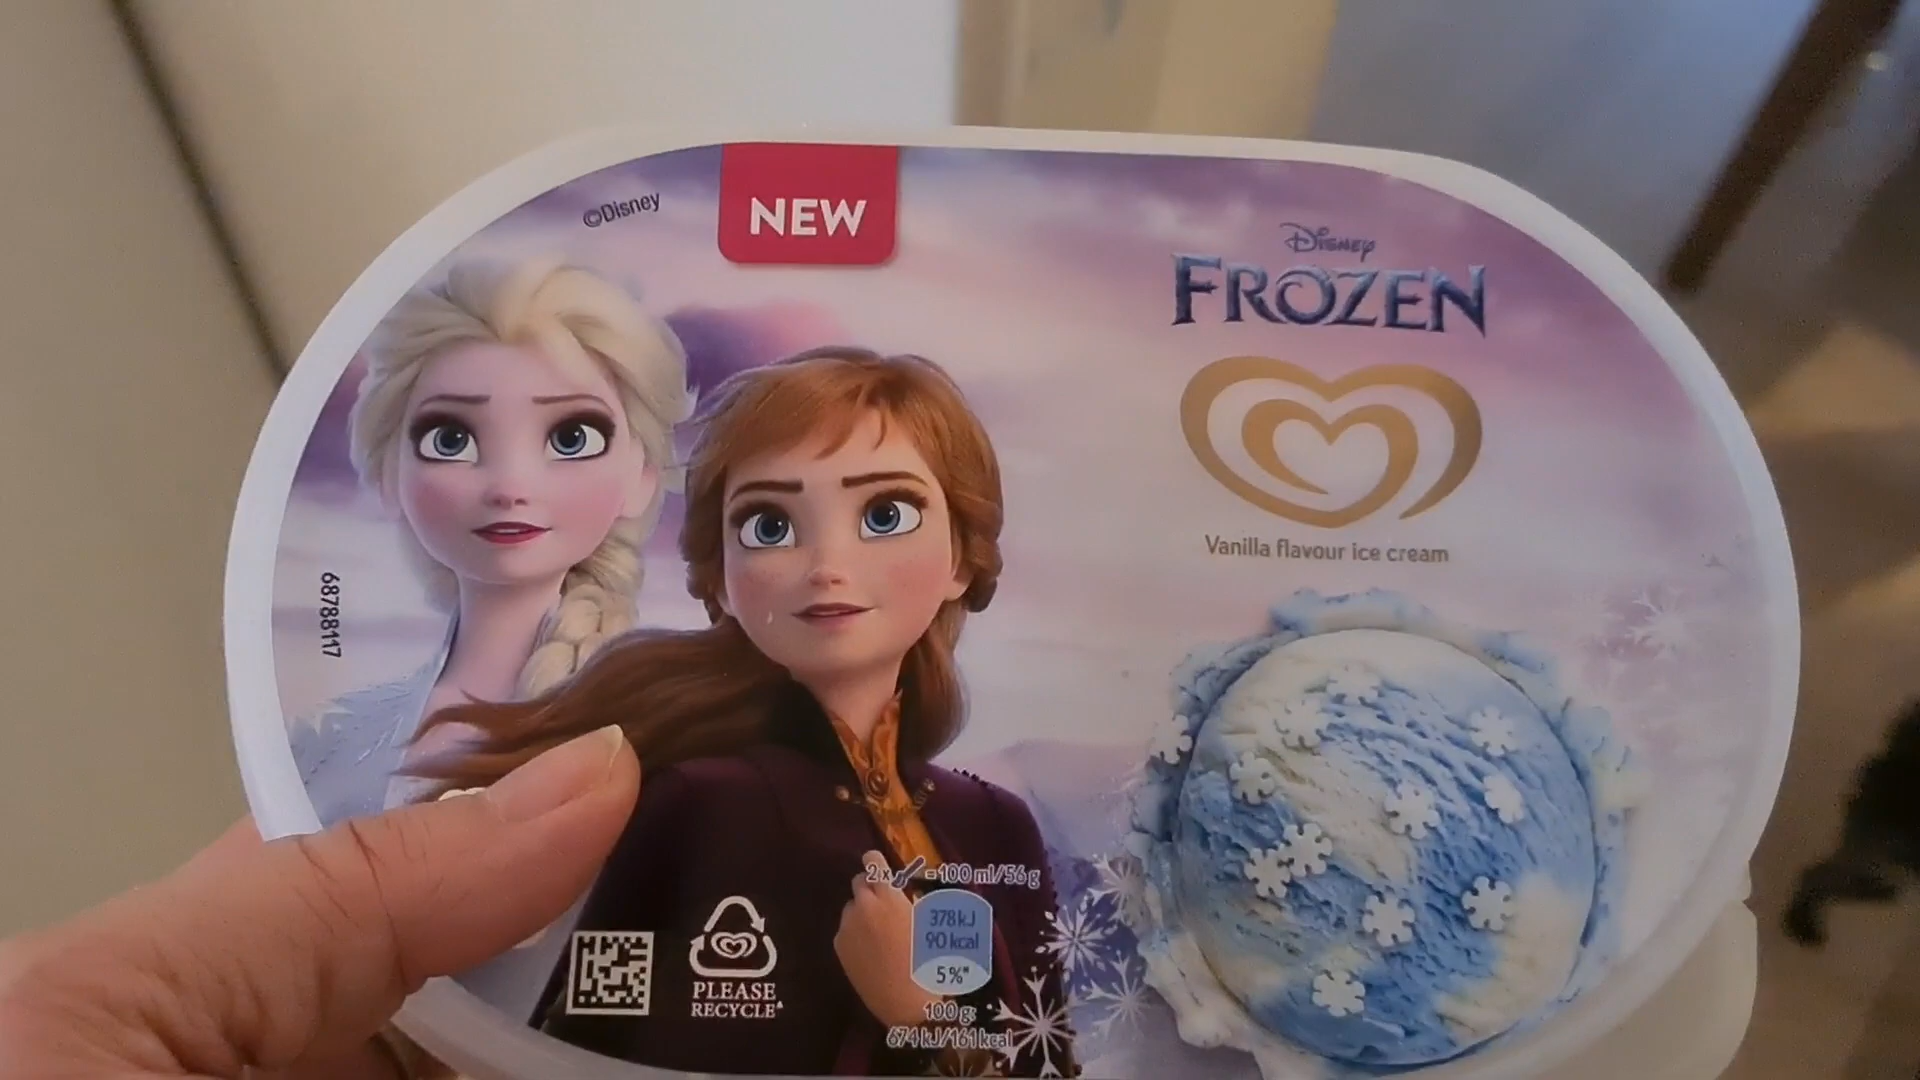 ©Disney
NEW
Disney
FROZEN
Vanilla flavour ice cream
68788117
2x = 100 ml/56 g
378 kJ
90 kcal
5%*
100 g:
674 kJ/161 kcal
PLEASE
RECYCLE▲